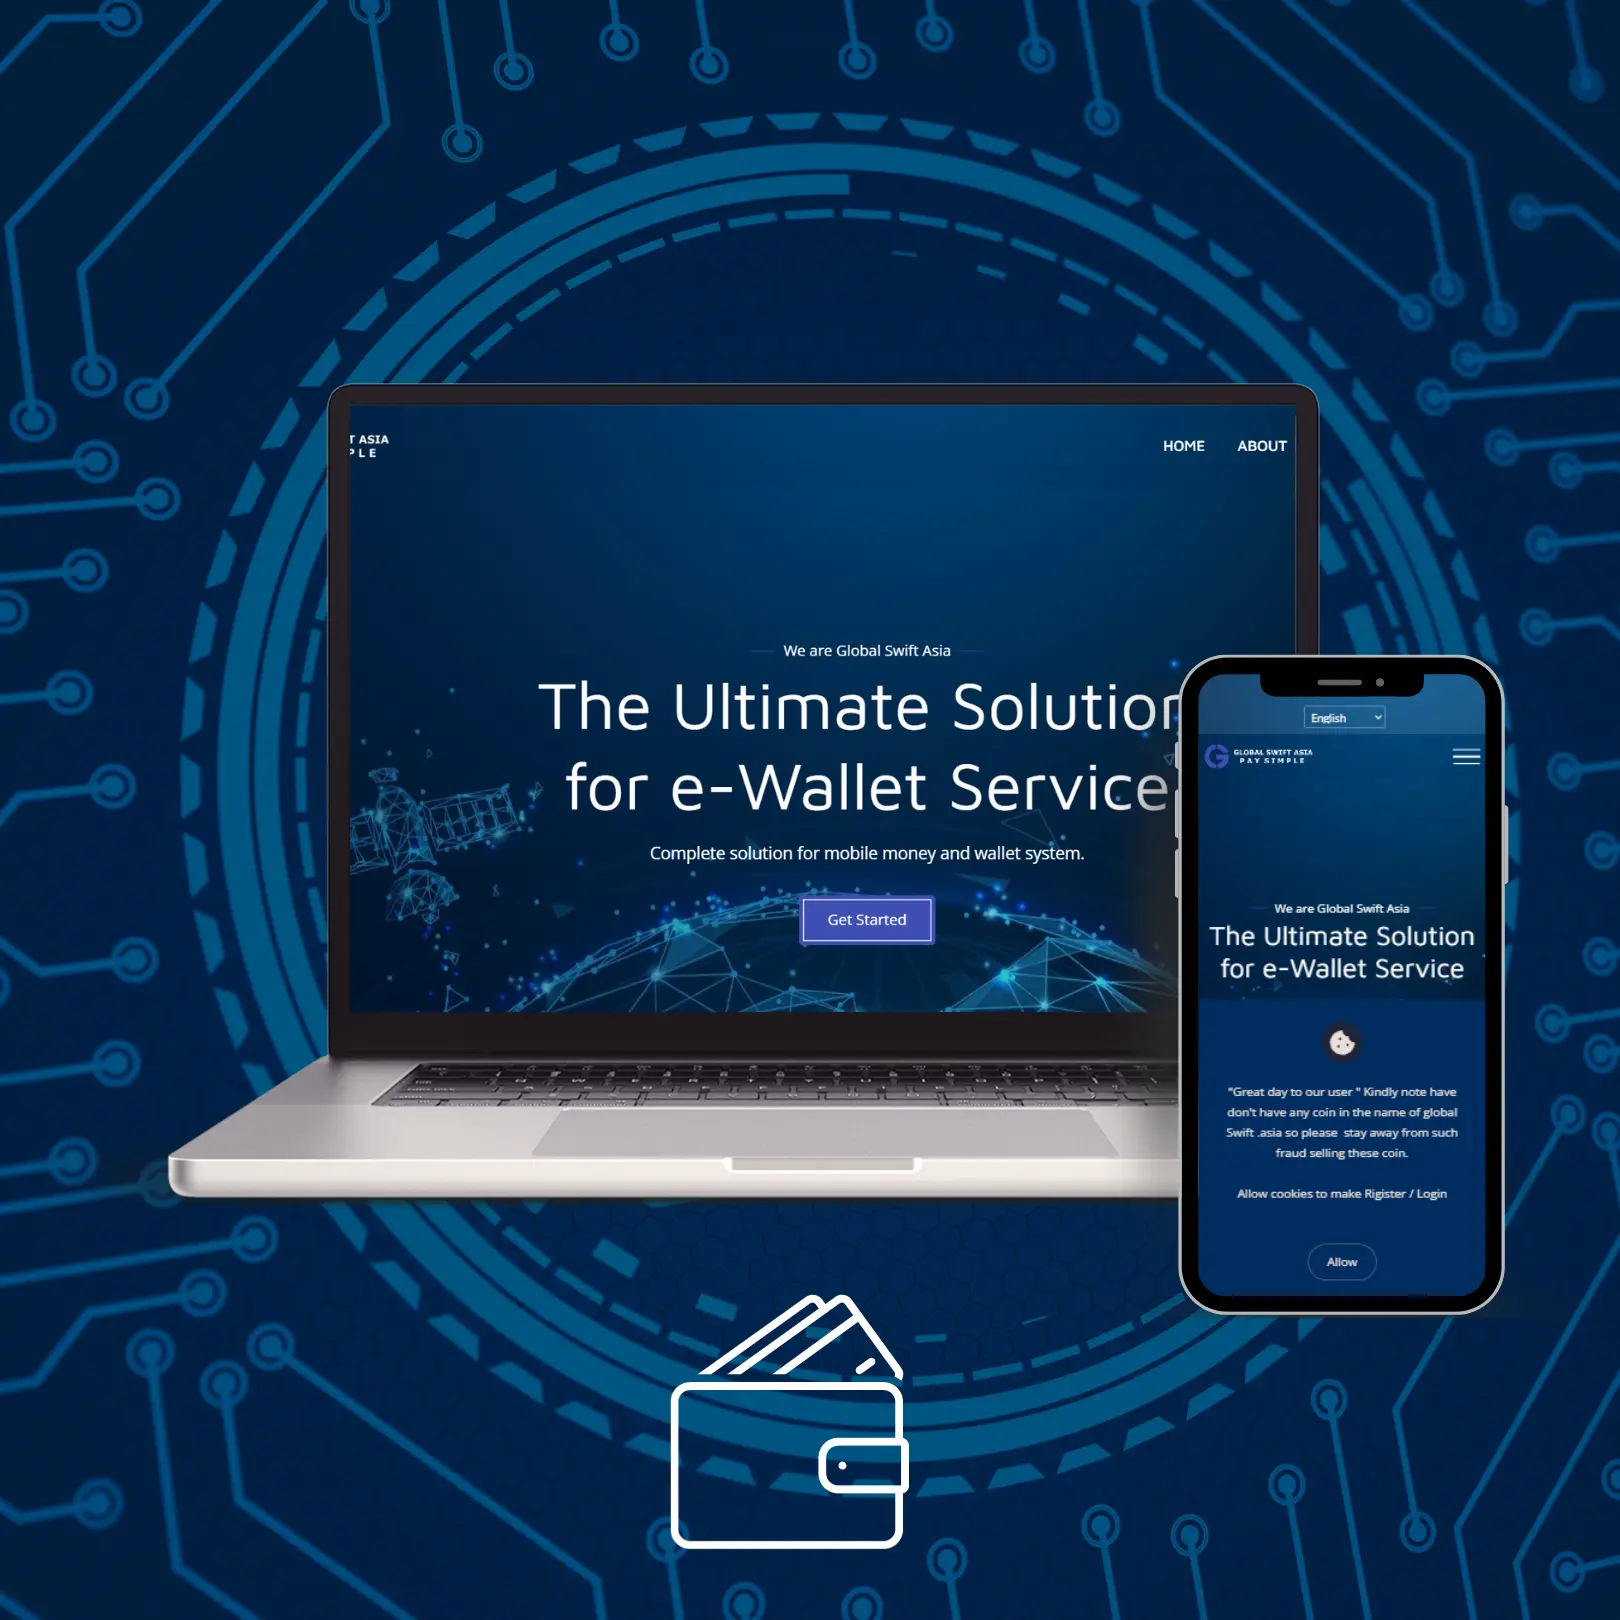 T ASIA
PLE
HOME ABOUT
We are Global Swift Asia
The Ultimate Solution
for e-Wallet Service
Complete solution for mobile money and wallet system.
Get Started
English
GLOBAL SWIFT ASIA
PAY SIMPLE
We are Global Swift Asia
The Ultimate Solution
for e-Wallet Service
"Great day to our user " Kindly note have
don't have any coin in the name of global
Swift .asia so please stay away from such
fraud selling these coin.
Allow cookies to make Rigister / Login
Allow